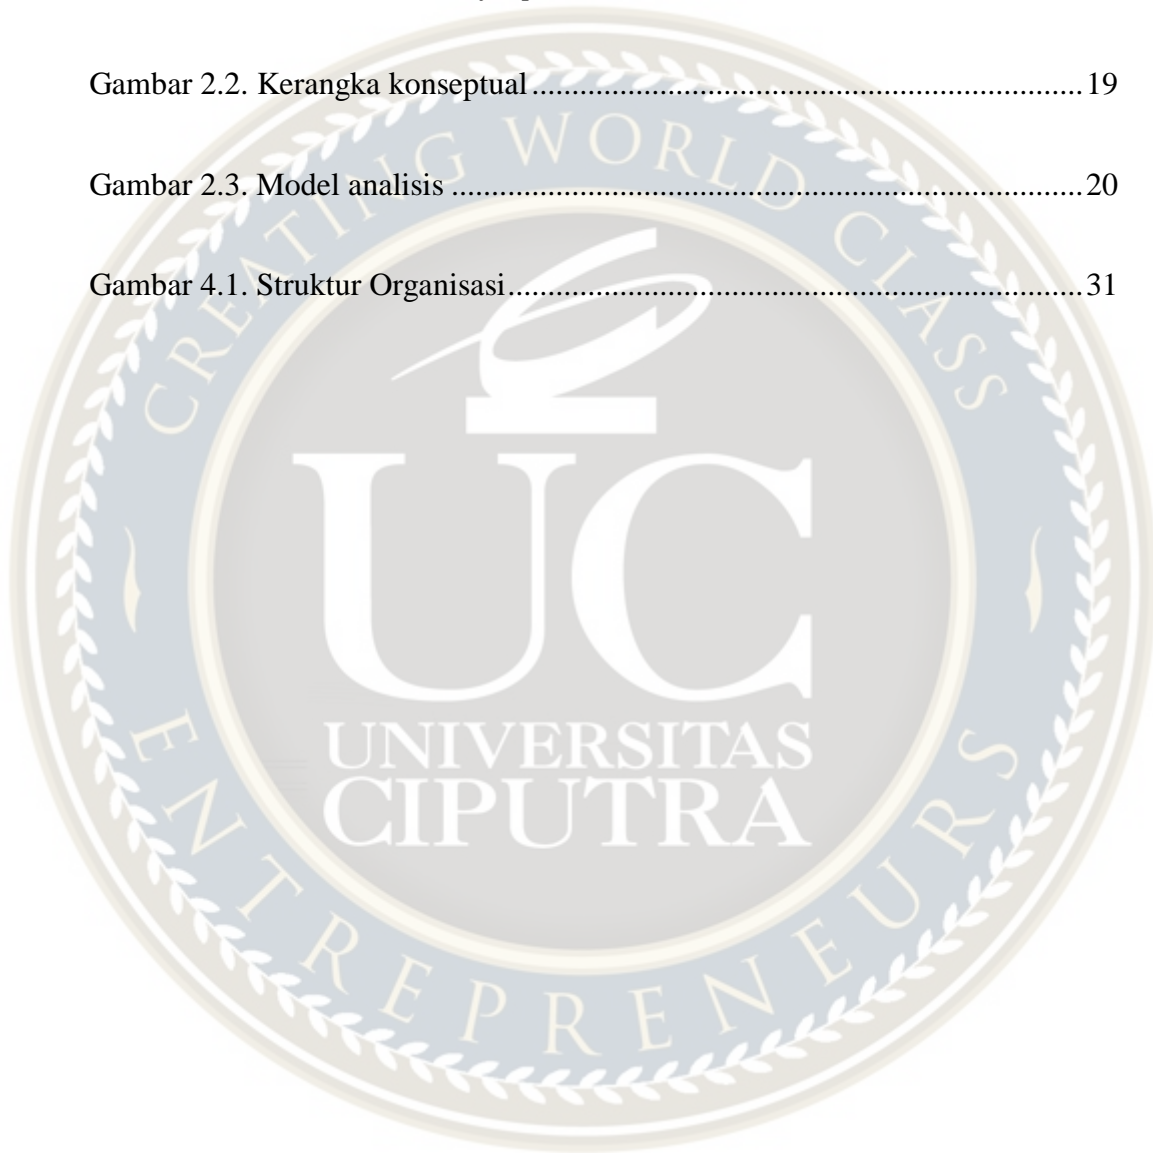 Gambar 2.2. Kerangka konseptual......................................................................19
Gambar 2.3. Model analisis ................................................................................20
Gambar 4.1. Struktur Organisasi.........................................................................31
CREATING WORLD CLASS
UC
UNIVERSITAS
CIPUTRA
ENTREPRENEURS